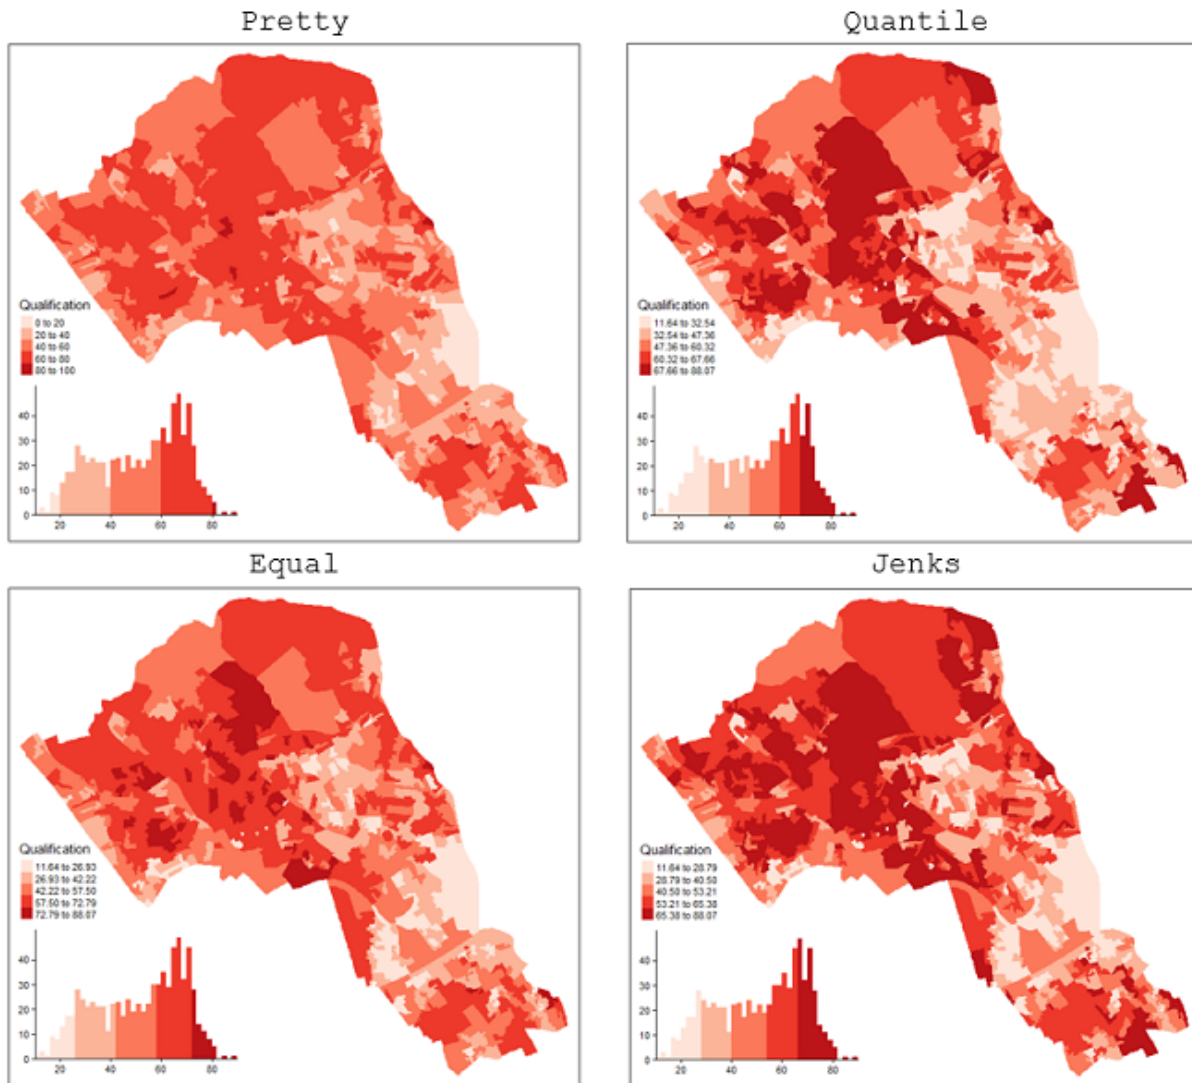 Pretty
Quantile
Qualification
0 to 20
20 to 40
40 to 60
60 to 80
80 to 100
40
30
20
10
0
20 40 60 80
Qualification
11.64 to 32.54
32.54 to 47.36
47.36 to 60.32
60.32 to 67.66
67.66 to 88.07
40
30
20
10
0
20 40 60 80
Equal
Jenks
Qualification
11.64 to 26.93
26.93 to 42.22
42.22 to 57.50
57.50 to 72.79
72.79 to 88.07
40
30
20
10
0
20 40 60 80
Qualification
11.64 to 28.79
28.79 to 40.50
40.50 to 53.21
53.21 to 65.38
65.38 to 88.07
40
30
20
10
0
20 40 60 80